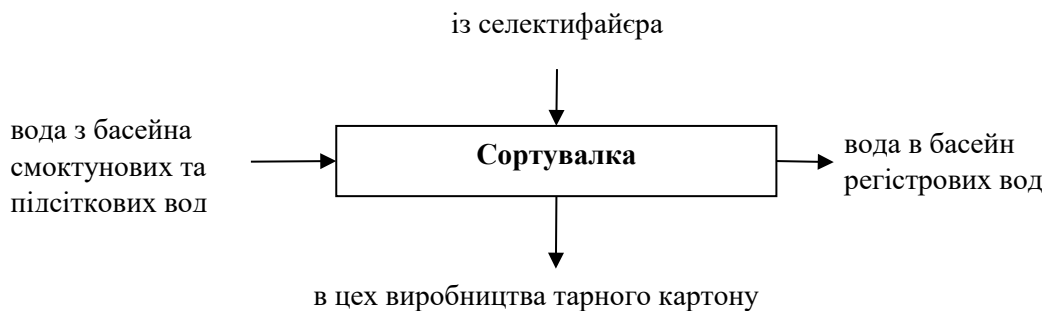 із селектифайєра
вода з басейна
смоктунових та
підсіткових вод
Сортувалка
вода в басейн
регістрових вод
в цех виробництва тарного картону